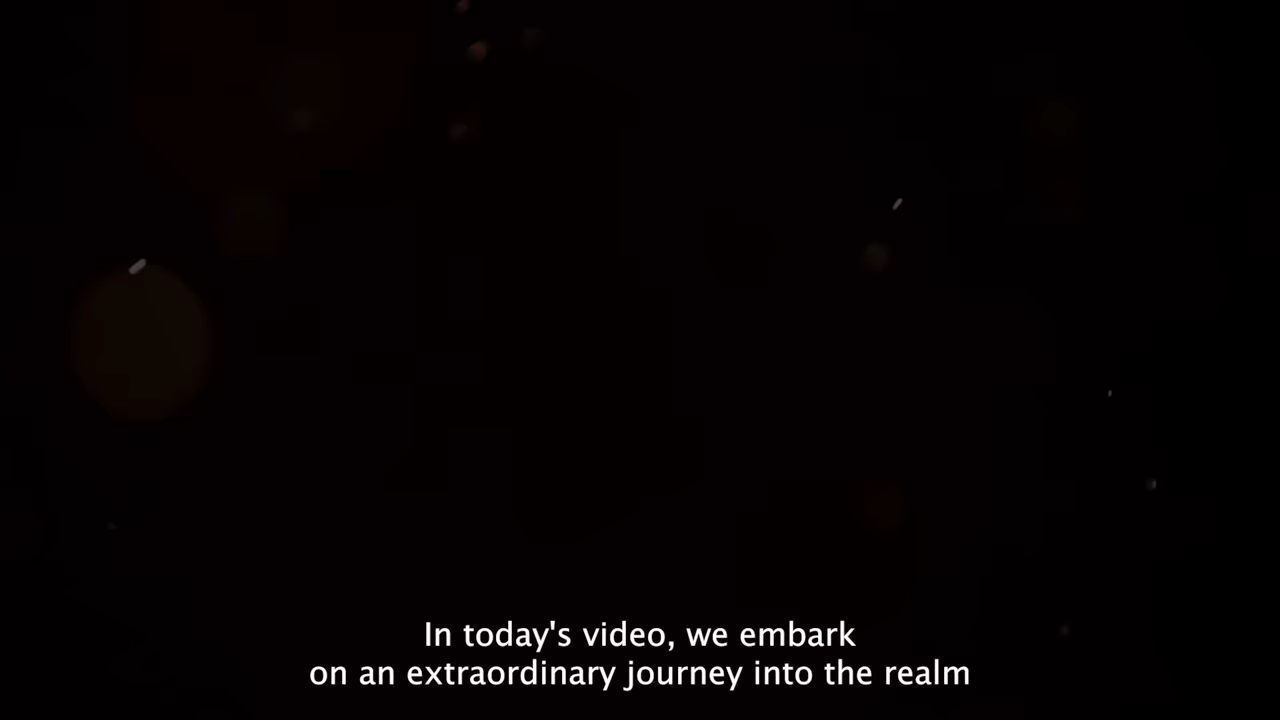 In today's video, we embark
on an extraordinary journey into the realm